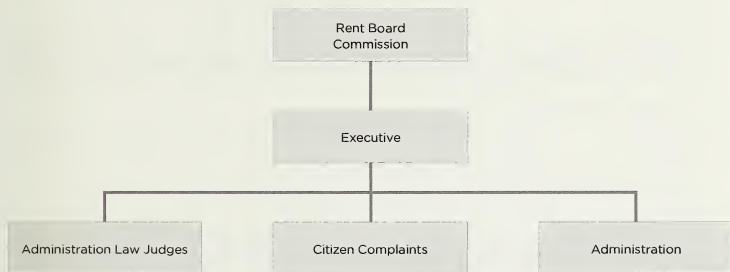 Rent Board
Commission
Executive
Administration Law Judges
Citizen Complaints
Administration